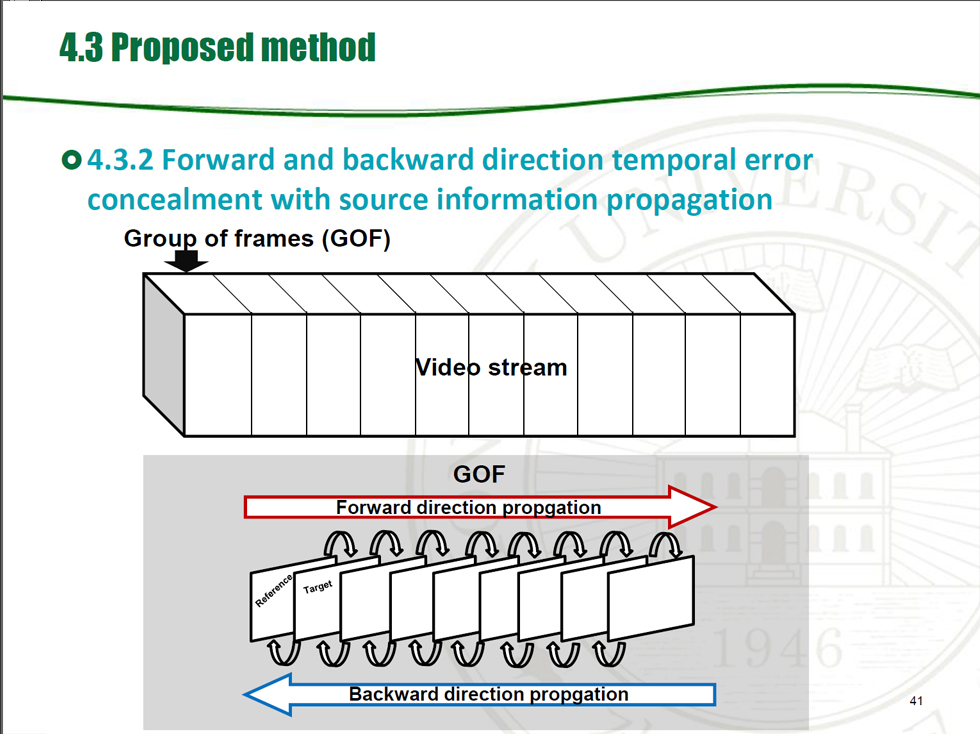 4.3 Proposed method
4.3.2 Forward and backward direction temporal error
concealment with source information propagation
Group of frames (GOF)
Video stream
GOF
Forward direction propgation
Reference
Target
Backward direction propgation
UNIVERSIT
1946
41